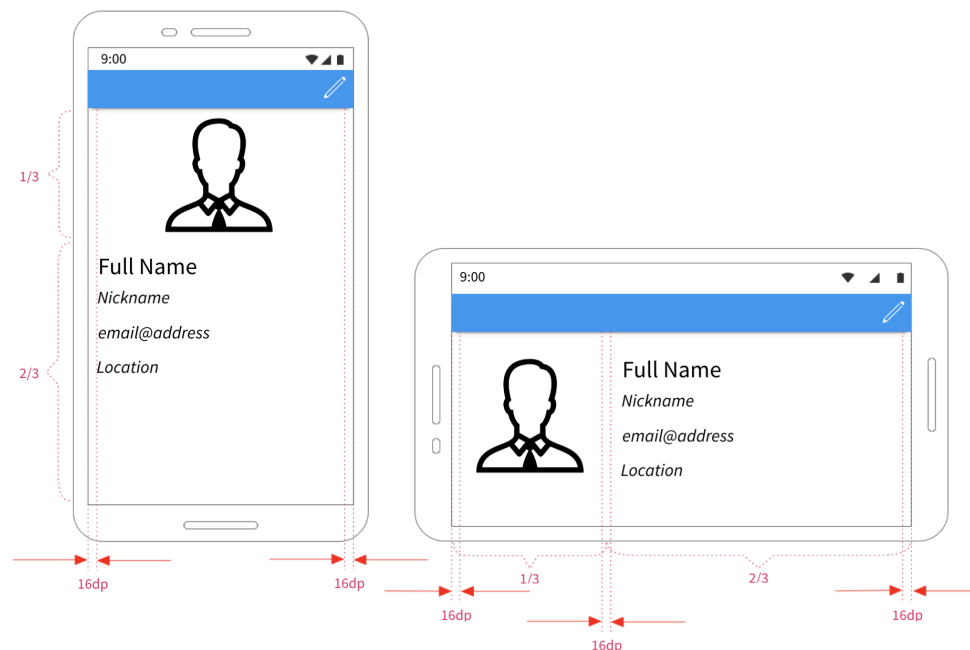 9:00
1/3
Full Name
Nickname
email@address
Location
2/3
16dp
16dp
9:00
Full Name
Nickname
email@address
Location
1/3
2/3
16dp
16dp
16dp